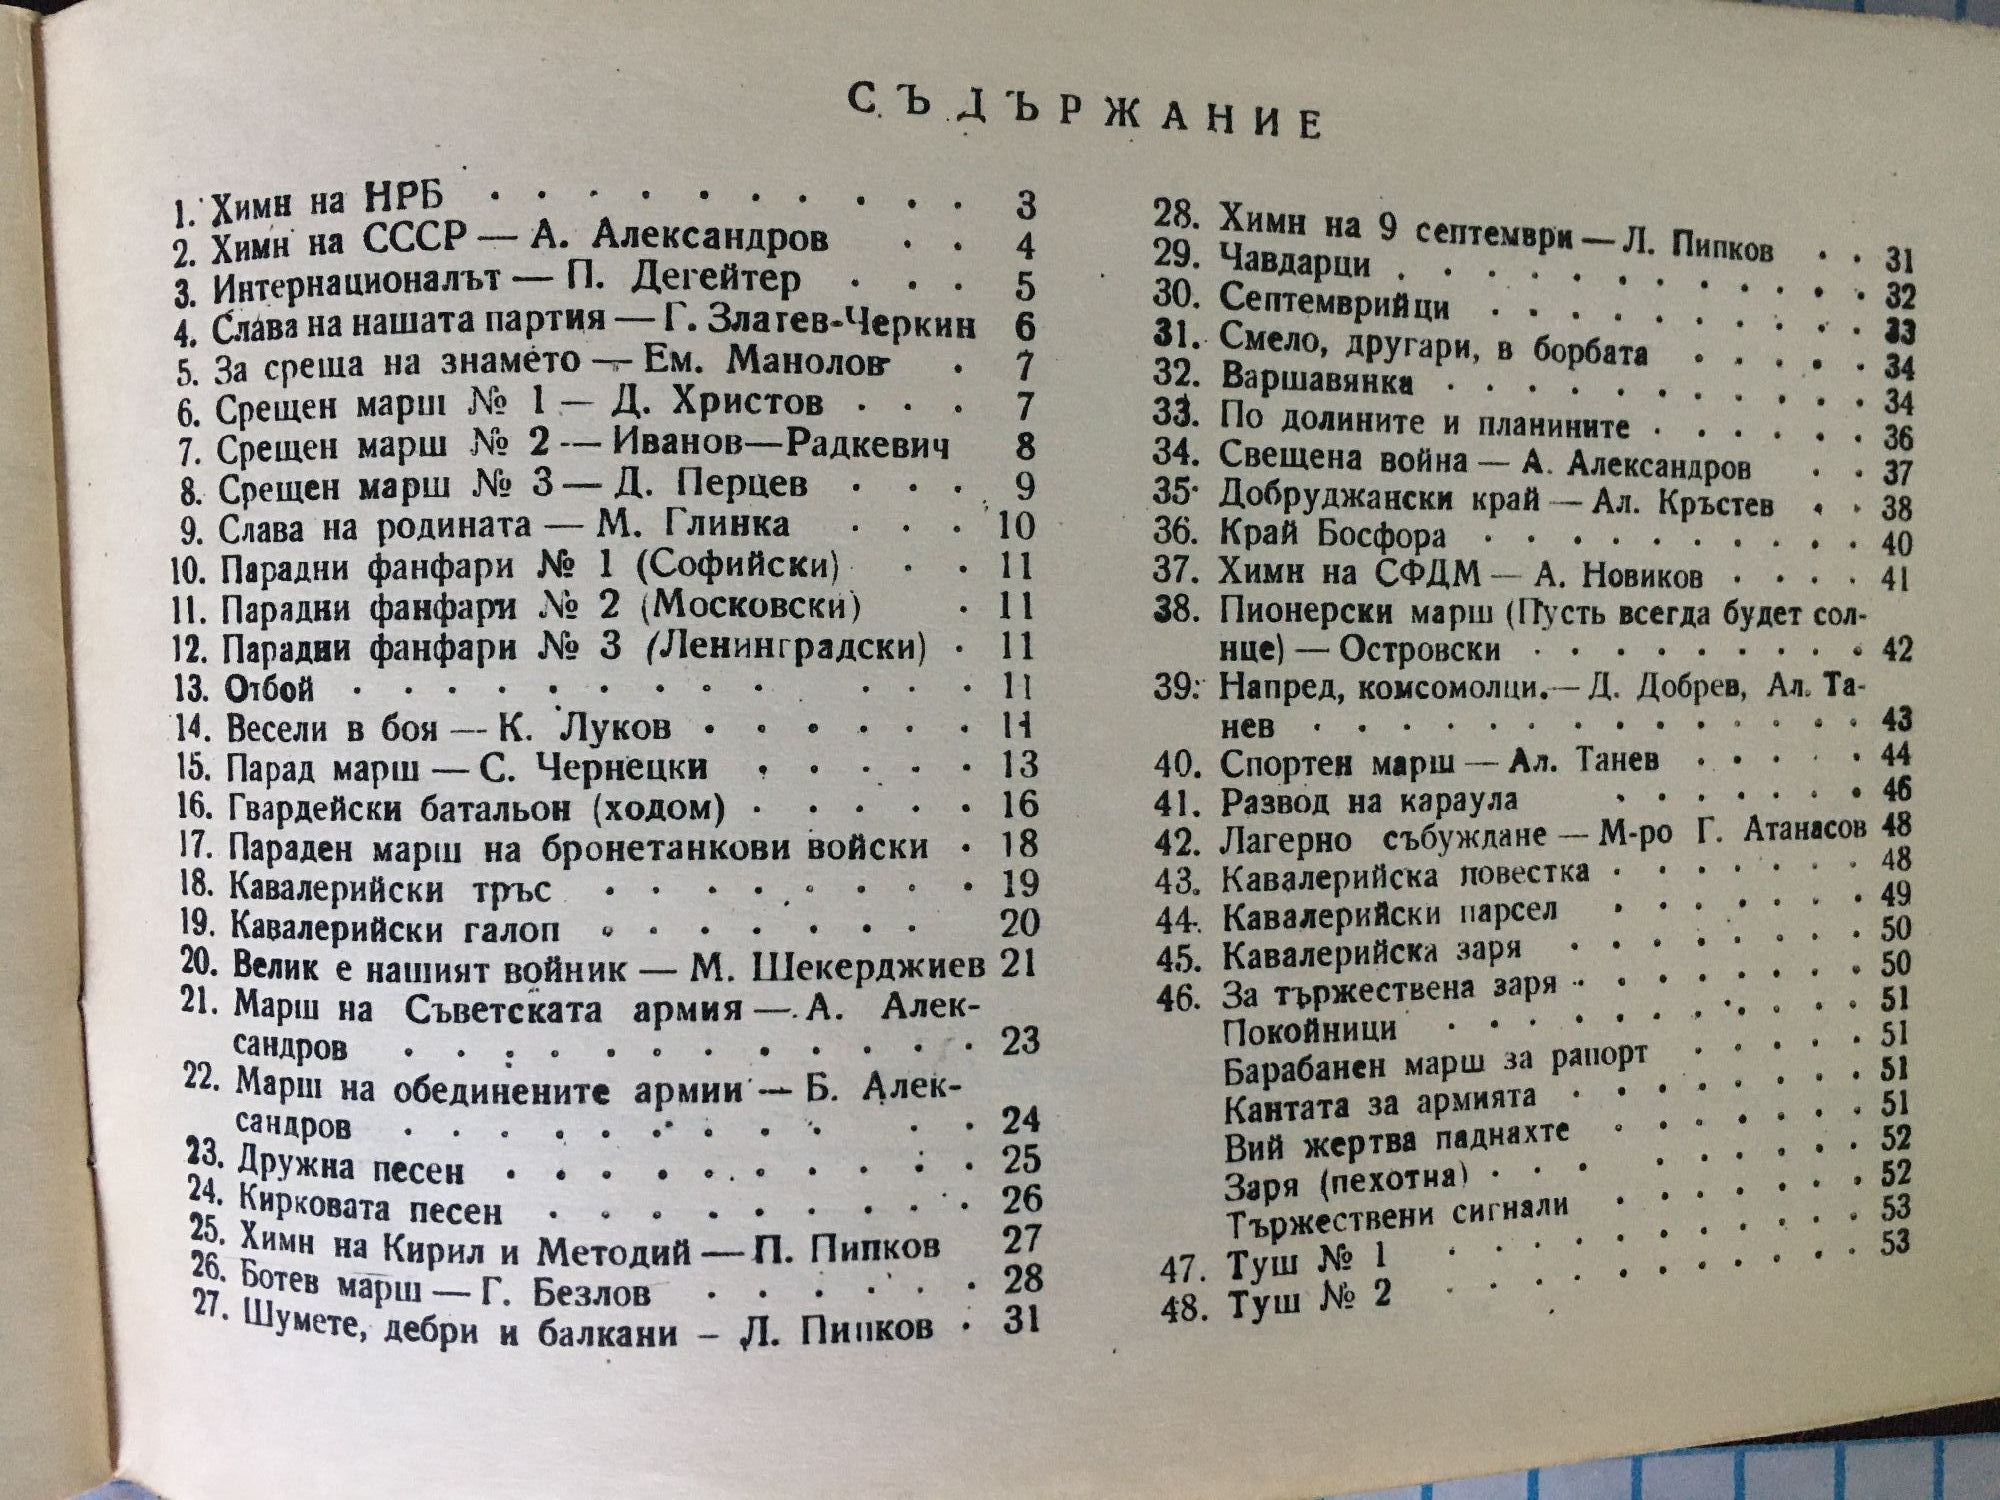 СЪДЪРЖАНИЕ
1. Химн на НРБ . . . . . . . . . . 3
2. Химн на СССР — А. Александров . . 4
3. Интернационалът — П. Дегейтер . . . 5
4. Слава на нашата партия — Г. Златев-Черкин 6
5. За среща на знамето — Ем. Манолов . 7
6. Срещен марш № 1 — Д. Христов . . . 7
7. Срещен марш № 2 — Иванов—Радкевич 8
8. Срещен марш № 3 — Д. Перцев . . . 9
9. Слава на родината — М. Глинка . . . 10
10. Парадни фанфари № 1 (Софийски) . . 11
11. Парадни фанфари № 2 (Московски) . 11
12. Парадни фанфари № 3 (Ленинградски) . 11
13. Отбой . . . . . . . . . . . . 11
14. Весели в боя — К. Луков . . . . . . 11
15. Парад марш — С. Чернецки . . . . . 13
16. Гвардейски батальон (ходом) . . . . . 16
17. Параден марш на бронетанкови войски . 18
18. Кавалерийски тръс . . . . . . . . 19
19. Кавалерийски галоп . . . . . . . 20
20. Велик е нашият войник — М. Шекерджиев 21
21. Марш на Съветската армия — А. Алек-
сандров . . . . . . . . . . . . 23
22. Марш на обединените армии — Б. Алек-
сандров . . . . . . . . . . 24
23. Дружна песен . . . . . . . . . . 25
24. Кирковата песен . . . . . . . . . 26
25. Химн на Кирил и Методий — П. Пипков 27
26. Ботев марш — Г. Безлов . . . . . . 28
27. Шумете, дебри и балкани – Л. Пипков . 31
28. Химн на 9 септември — Л. Пипков . . 31
29. Чавдарци . . . . . . . . . . . 32
30. Септемврийци . . . . . . . . . . 33
31. Смело, другари, в борбата . . . . . 34
32. Варшавянка . . . . . . . . . . . 34
33. По долините и планините . . . . . . 36
34. Свещена война — А. Александров . . 37
35. Добруджански край — Ал. Кръстев . . 38
36. Край Босфора . . . . . . . . . . 40
37. Химн на СФДМ — А. Новиков . . . . 41
38. Пионерски марш (Пусть всегда будет сол-
нце) — Островски . . . . . . . . . 42
39. Напред, комсомолци. — Д. Добрев, Ал. Та-
нев . . . . . . . . . . . . . . 43
40. Спортен марш — Ал. Танев . . . . . 44
41. Развод на караула . . . . . . . 46
42. Лагерно събуждане — М-ро Г. Атанасов 48
43. Кавалерийска повестка . . . . . . . 48
44. Кавалерийски парсел . . . . . . . 49
45. Кавалерийска заря . . . . . . . . 50
46. За тържествена заря . . . . . . . . 50
Покойници . . . . . . . . . . . 51
Барабанен марш за рапорт . . . . . 51
Кантата за армията . . . . . . . . 51
Вий жертва паднахте . . . . . . . 51
Заря (пехотна) . . . . . . . . . 52
Тържествени сигнали . . . . . . . 52
47. Туш № 1 . . . . . . . . . . . 53
48. Туш № 2 . . . . . . . . . . . 53